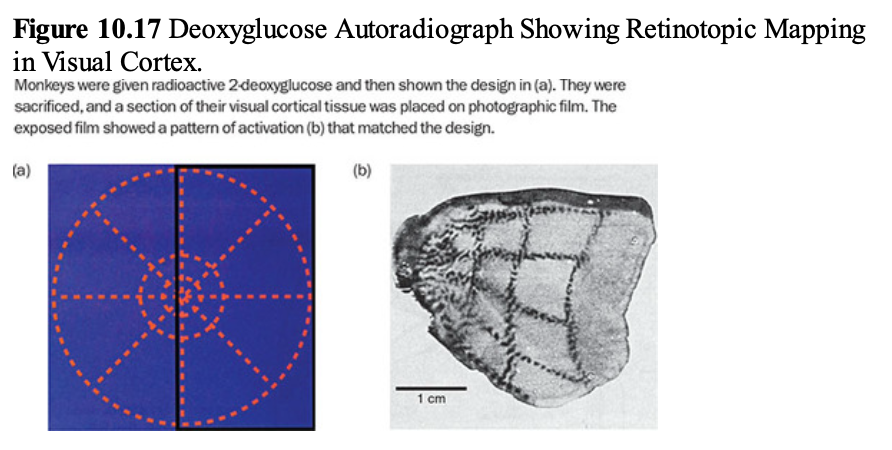 Figure 10.17 Deoxyglucose Autoradiograph Showing Retinotopic Mapping
in Visual Cortex.
Monkeys were given radioactive 2-deoxyglucose and then shown the design in (a). They were
sacrificed, and a section of their visual cortical tissue was placed on photographic film. The
exposed film showed a pattern of activation (b) that matched the design.
(a)
(b)
1 cm